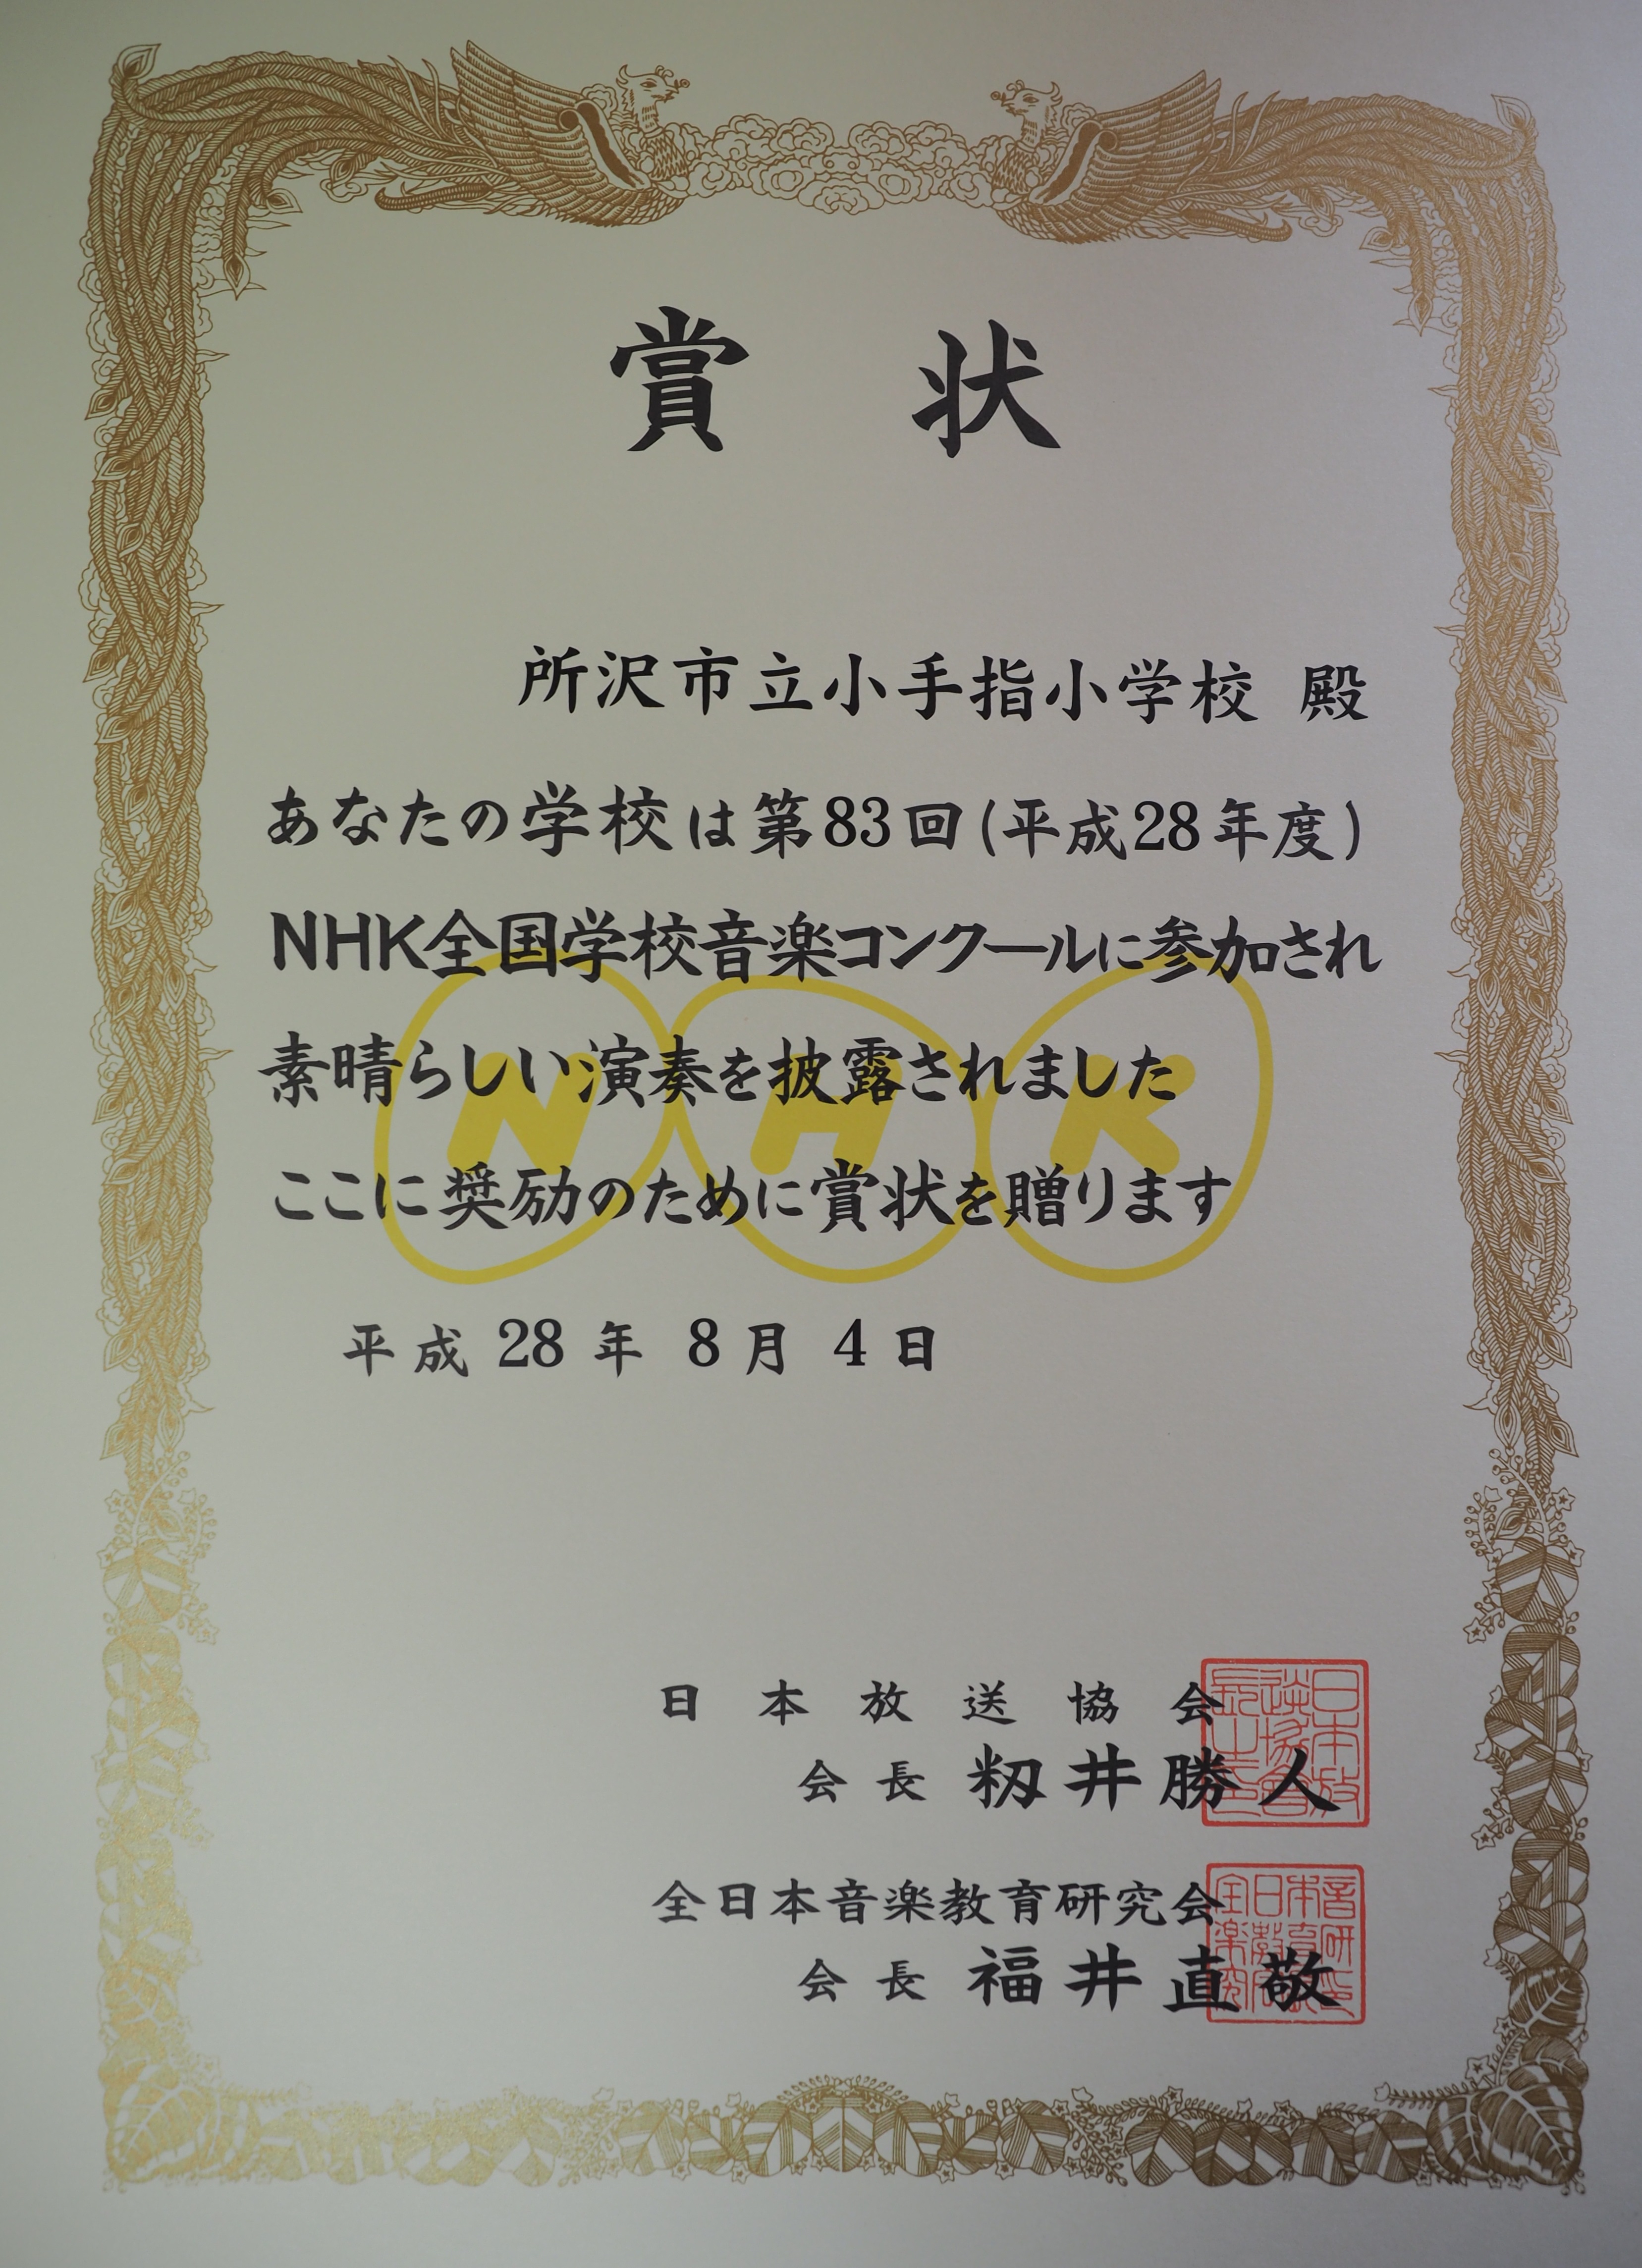 賞状
所沢市立小手指小学校 殿
あなたの学校は第83回(平成28年度)
NHK全国学校音楽コンクールに参加され
素晴らしい演奏を披露されました
ここに奨励のために賞状を贈ります
NHK
平成28年8月4日
日本放送協会
会長 籾井勝人
全日本音楽教育研究会
会長 福井直敬